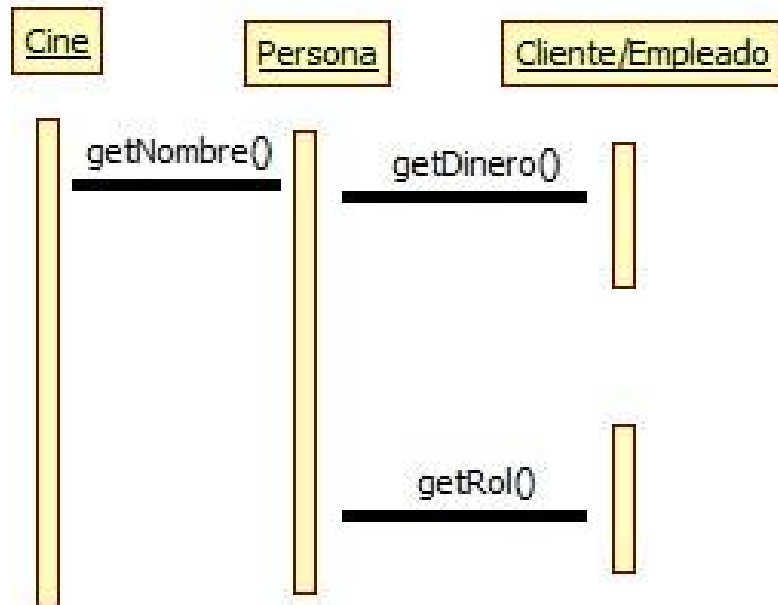 Cine
Persona
Cliente/Empleado
getNombre()
getDinero()
getRol()